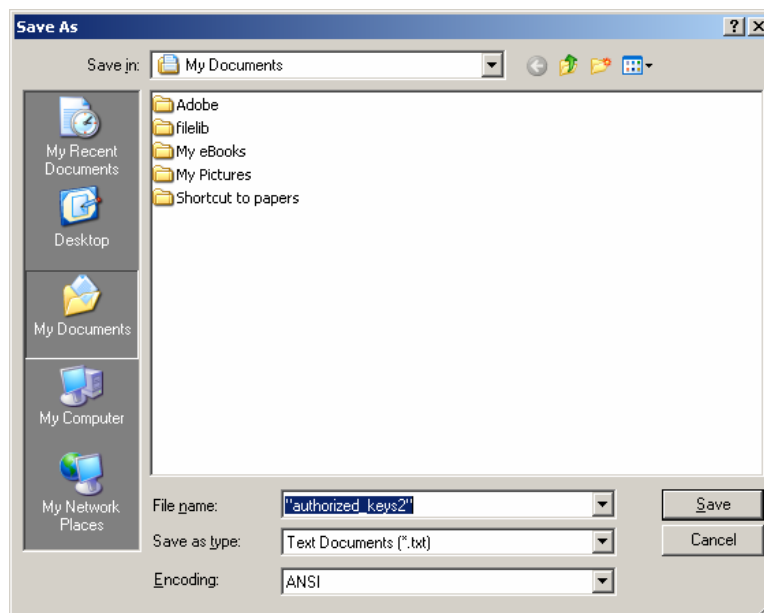 Save As
Save in:
My Documents
Adobe
filelib
My eBooks
My Pictures
Shortcut to papers
My Recent
Documents
Desktop
My Documents
My Computer
My Network
Places
File name:
"authorized_keys2"
Save
Save as type:
Text Documents (*.txt)
Cancel
Encoding:
ANSI